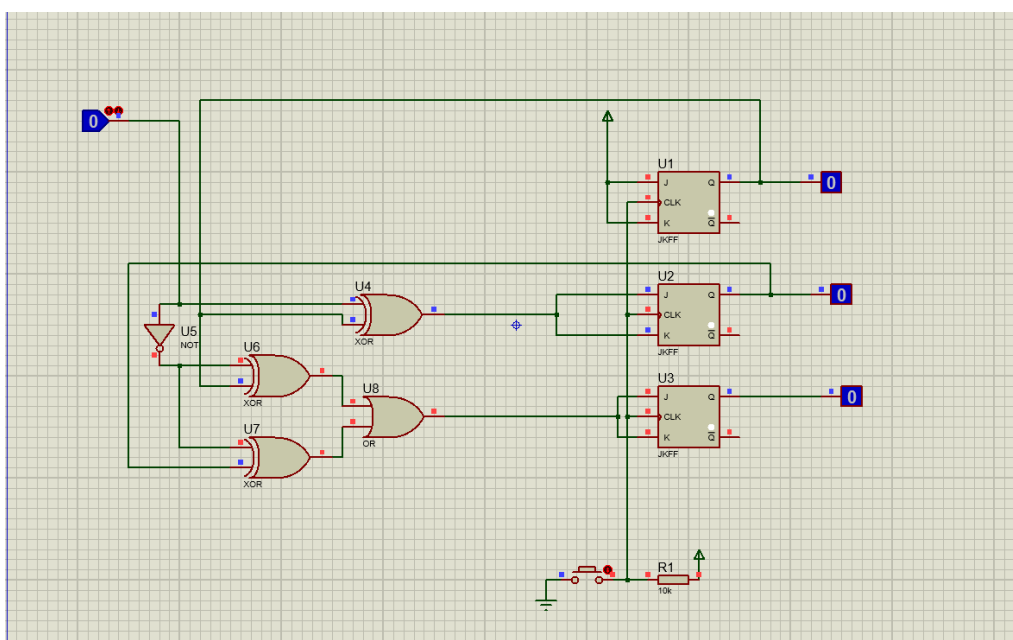 0
U1
J
Q
0
CLK
K
Q
JKFF
U2
J
Q
0
CLK
K
Q
JKFF
U4
XOR
U5
NOT
U6
XOR
U8
OR
U7
XOR
U3
J
Q
0
CLK
K
Q
JKFF
R1
10k